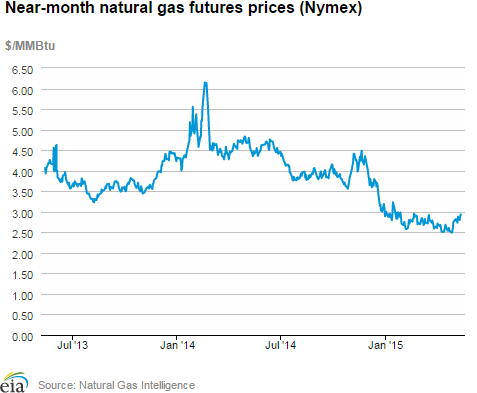 Near-month natural gas futures prices (Nymex)
$/MMBtu
6.50
6.00
5.50
5.00
4.50
4.00
3.50
3.00
2.50
2.00
1.50
1.00
0.50
0.00
Jul '13
Jan '14
Jul '14
Jan '15
eia
Source: Natural Gas Intelligence